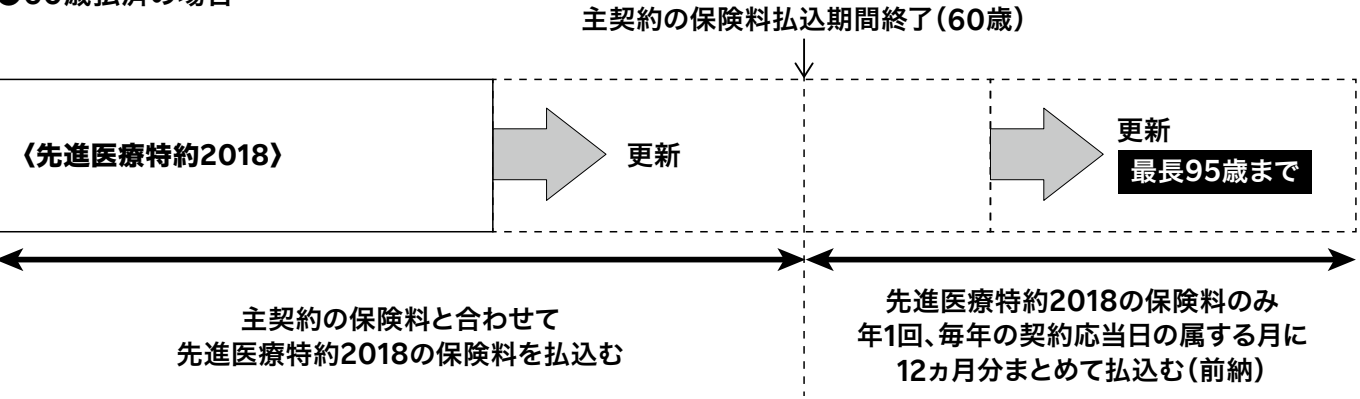 主契約の保険料払込期間終了(60歳)
〈先進医療特約2018〉
更新
更新
最長95歳まで
主契約の保険料と合わせて
先進医療特約2018の保険料を払込む
先進医療特約2018の保険料のみ
年1回、毎年の契約応当日の属する月に
12ヵ月分まとめて払込む(前納)